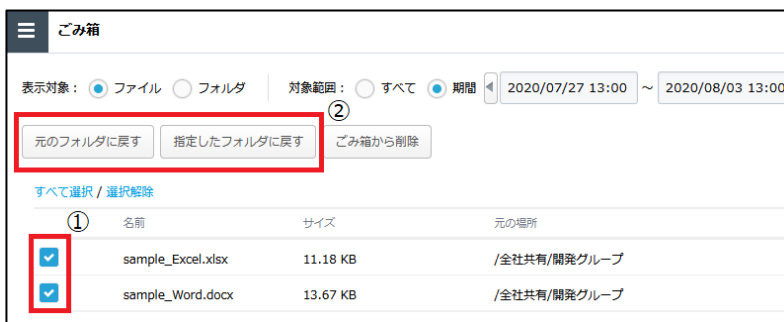 ごみ箱
表示対象： ファイル フォルダ 対象範囲： すべて 期間 2020/07/27 13:00 ～ 2020/08/03 13:00
②
元のフォルダに戻す 指定したフォルダに戻す ごみ箱から削除
すべて選択 / 選択解除
① 名前 サイズ 元の場所
sample_Excel.xlsx 11.18 KB /全社共有/開発グループ
sample_Word.docx 13.67 KB /全社共有/開発グループ